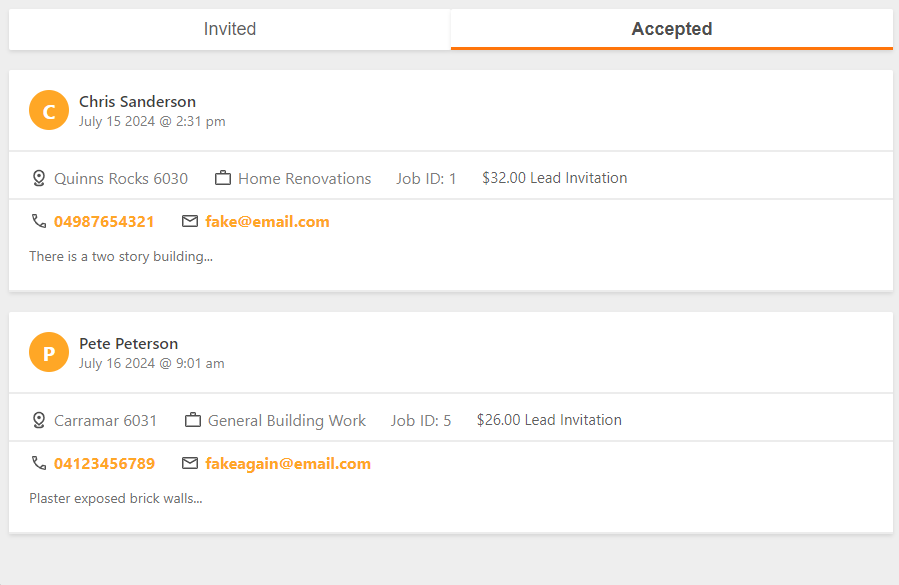 Invited Accepted
C Chris Sanderson
July 15 2024 @ 2:31 pm
Quinns Rocks 6030 Home Renovations Job ID: 1 $32.00 Lead Invitation
04987654321 fake@email.com
There is a two story building...
P Pete Peterson
July 16 2024 @ 9:01 am
Carramar 6031 General Building Work Job ID: 5 $26.00 Lead Invitation
04123456789 fakeagain@email.com
Plaster exposed brick walls...